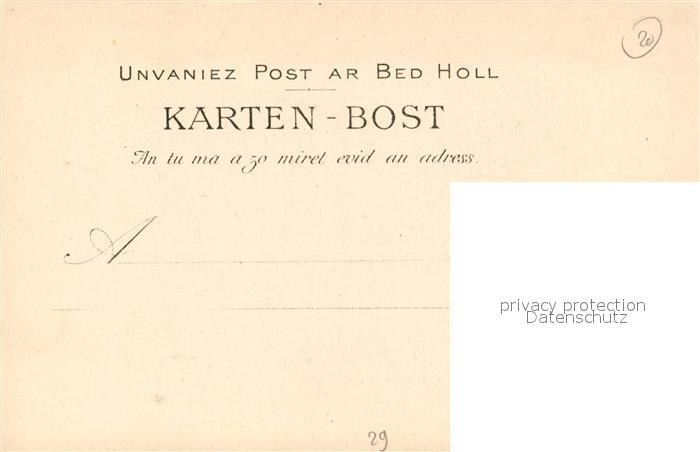 20
UNVANIEZ POST AR BED HOLL
KARTEN-BOST
An tu ma a zo miret evid an adress.
A
privacy protection
Datenschutz
29